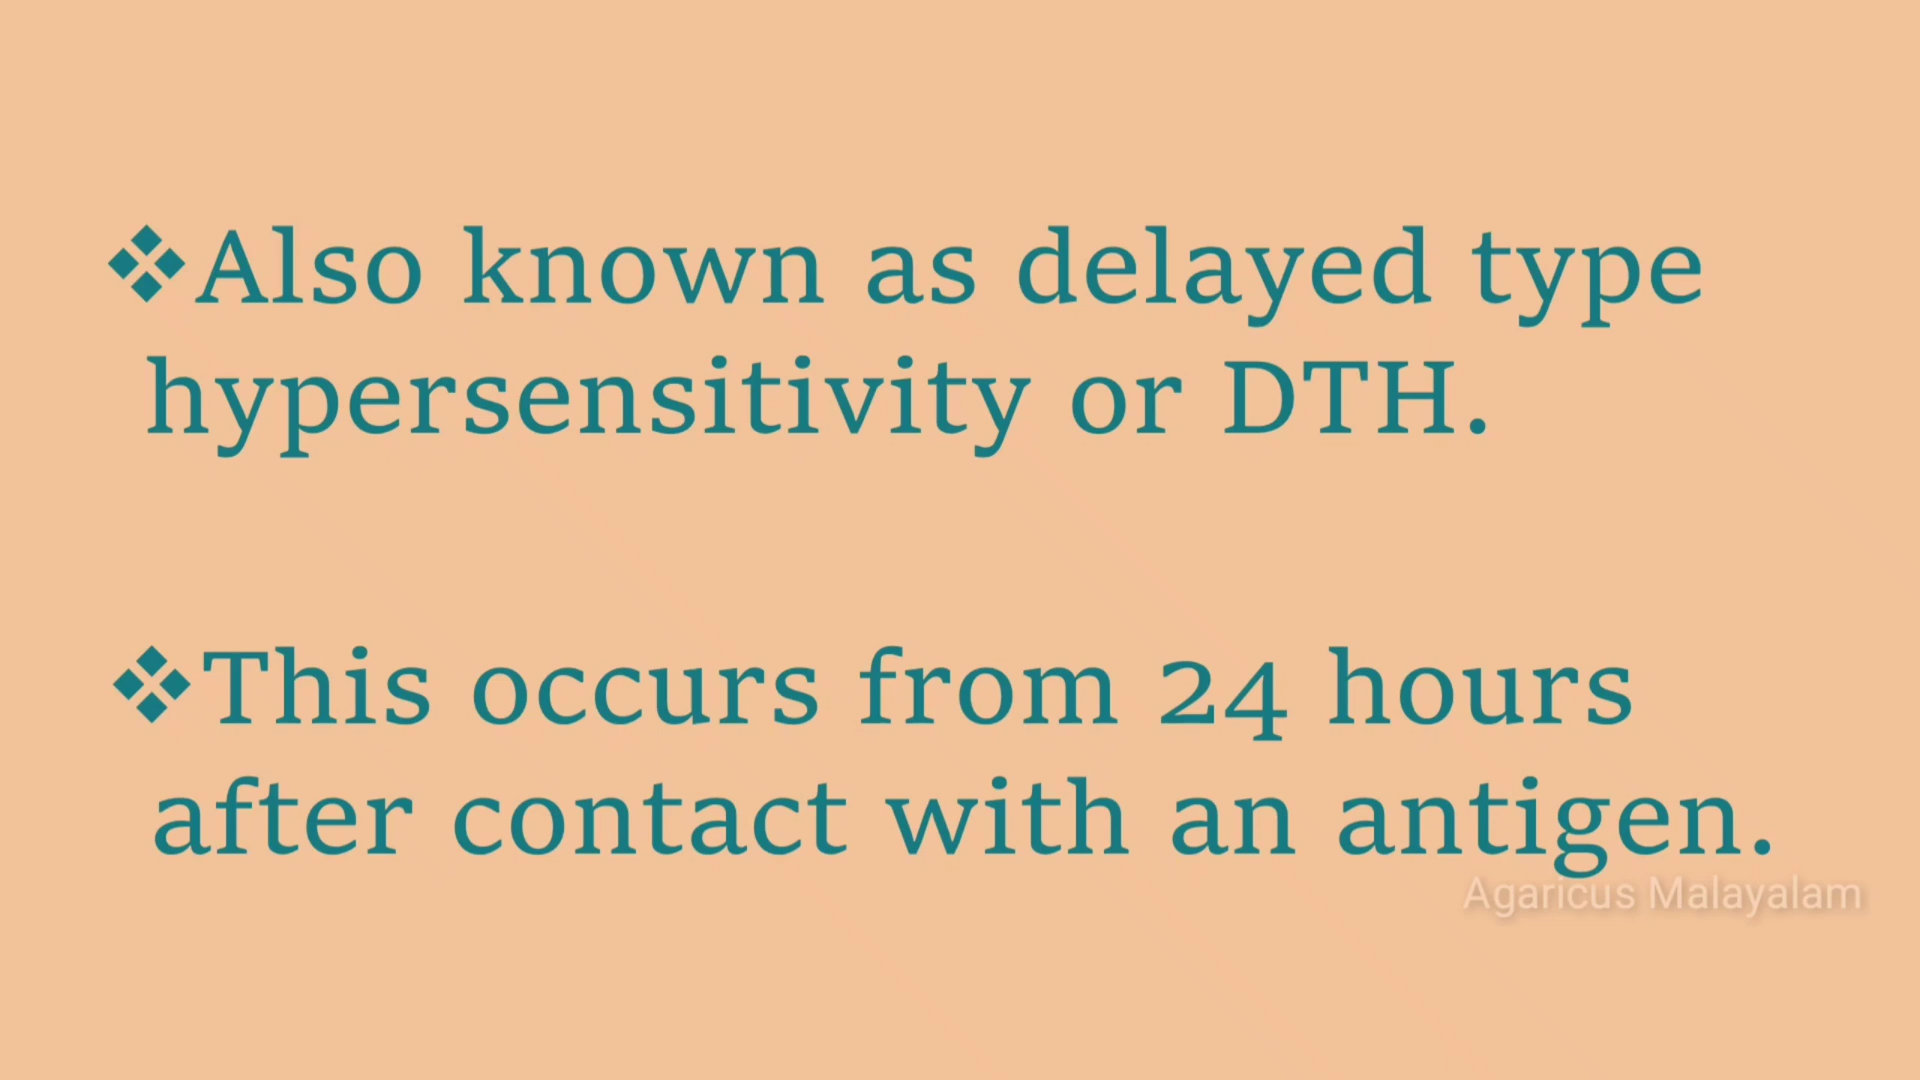 ❖Also known as delayed type
hypersensitivity or DTH.
❖This occurs from 24 hours
after contact with an antigen.
Agaricus Malayalam